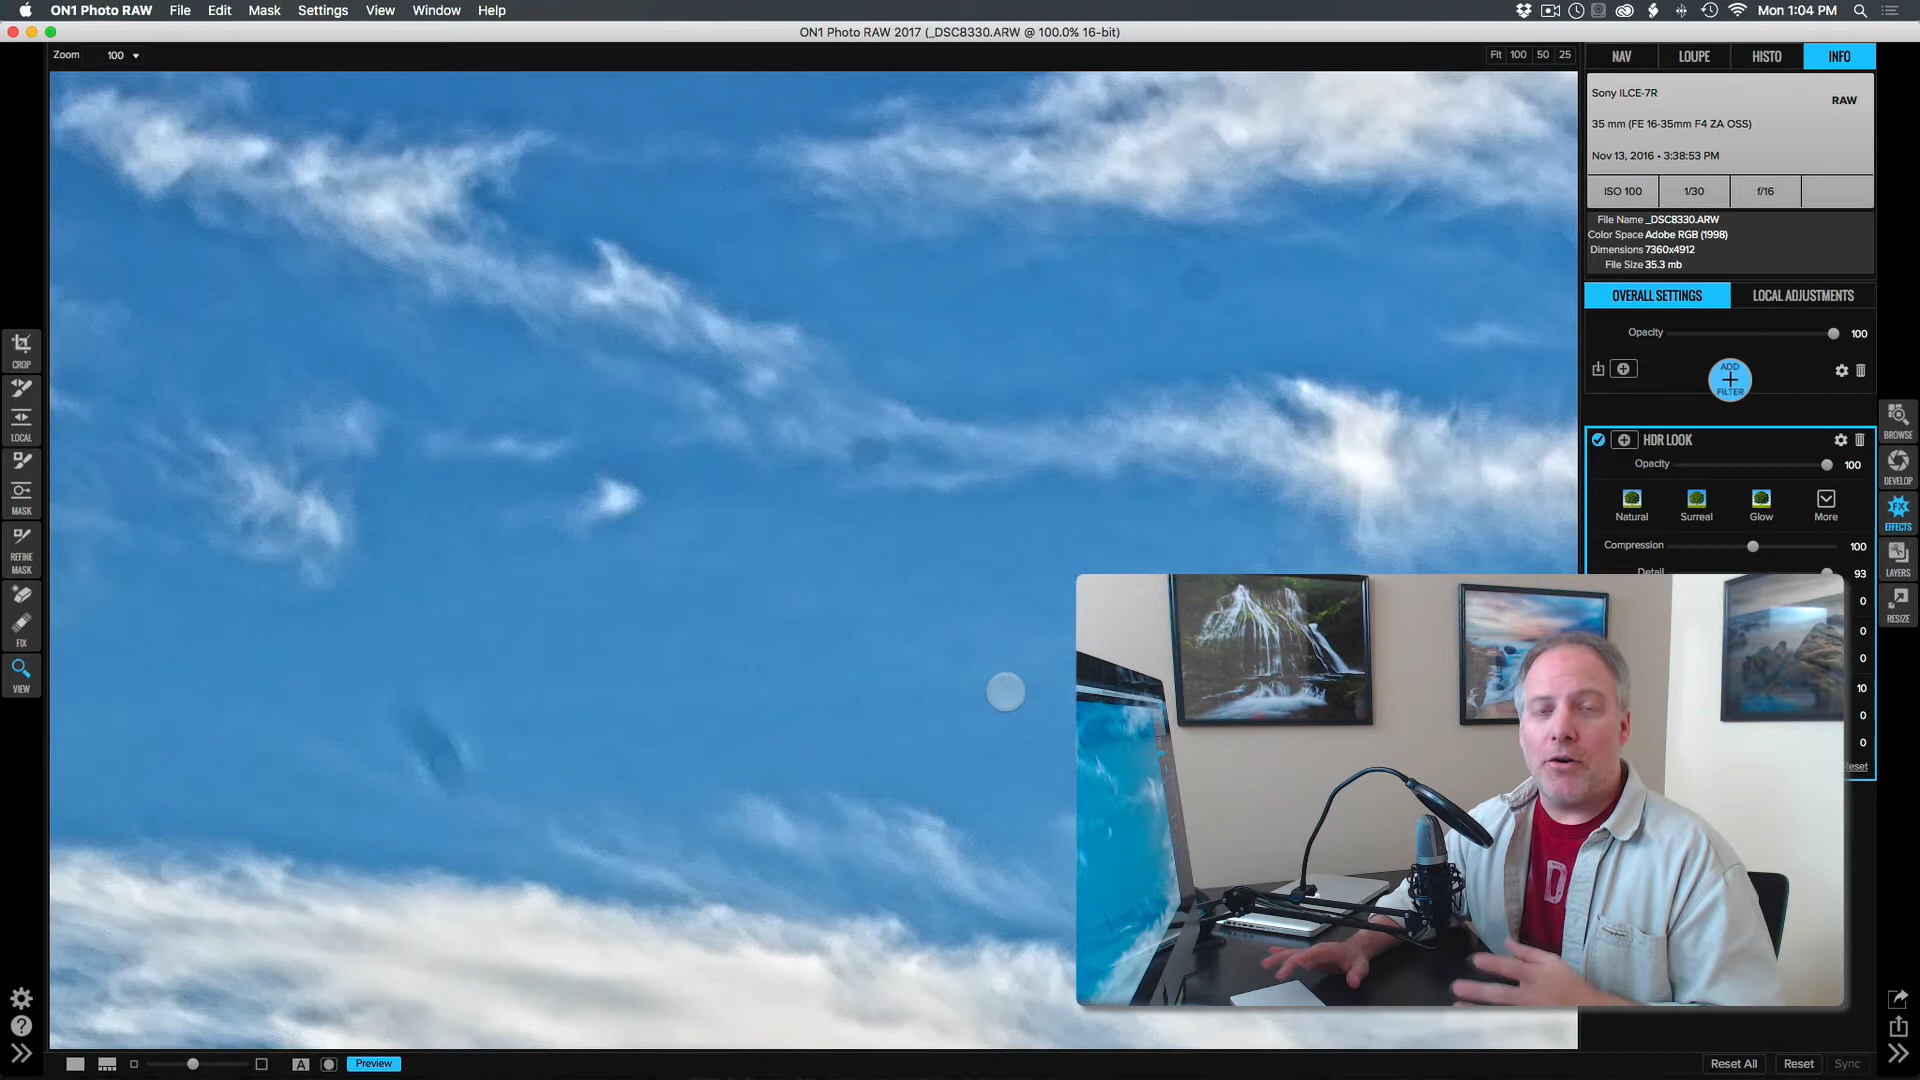 ON1 Photo RAW File Edit Mask Settings View Window Help Mon 1:04 PM
ON1 Photo RAW 2017 (_DSC8330.ARW @ 100.0% 16-bit)
Zoom 100 Fit 100 50 25
NAV LOUPE HISTO INFO
Sony ILCE-7R
RAW
35 mm (FE 16-35mm F4 ZA OSS)
Nov 13, 2016 • 3:38:53 PM
ISO 100 1/30 f/16
File Name _DSC8330.ARW
Color Space Adobe RGB (1998)
Dimensions 7360x4912
File Size 35.3 mb
OVERALL SETTINGS LOCAL ADJUSTMENTS
Opacity 100
ADD
FILTER
HDR LOOK
Opacity 100
Natural Surreal Glow More
Compression 100
Detail 93
0
0
0
10
0
0
Reset
CROP
LOCAL
MASK
REFINE
MASK
FIX
VIEW
BROWSE
DEVELOP
FX
EFFECTS
LAYERS
RESIZE
D
A Preview Reset All Reset Sync